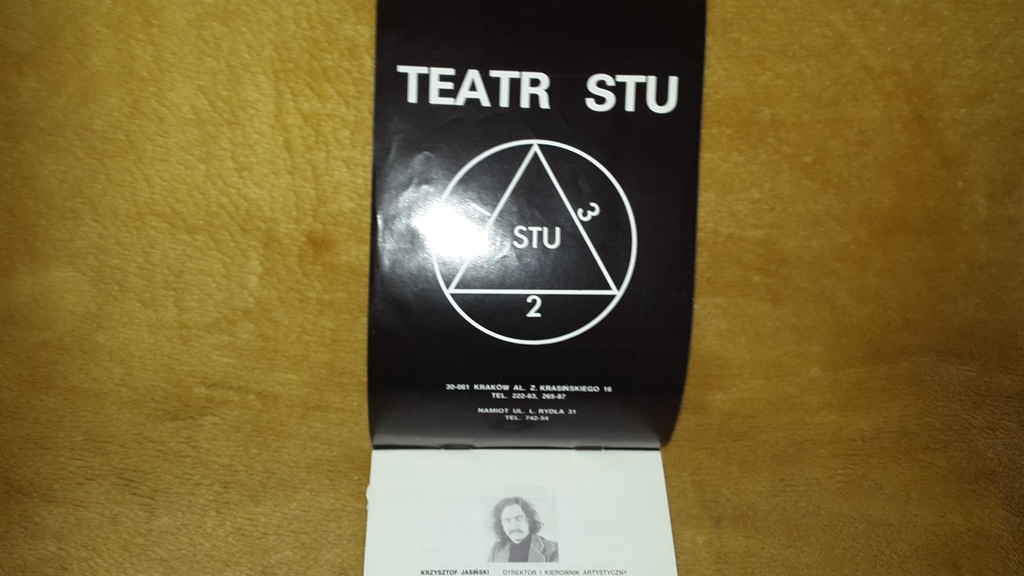 TEATR STU
3
STU
2
30-061 KRAKÓW AL. Z. KRASIŃSKIEGO 16
TEL. 222-63, 265-87
NAMIOT UL. L. RYDLA 31
TEL. 742-54
KRZYSZTOF JASIŃSKI DYREKTOR I KIEROWNIK ARTYSTYCZNY